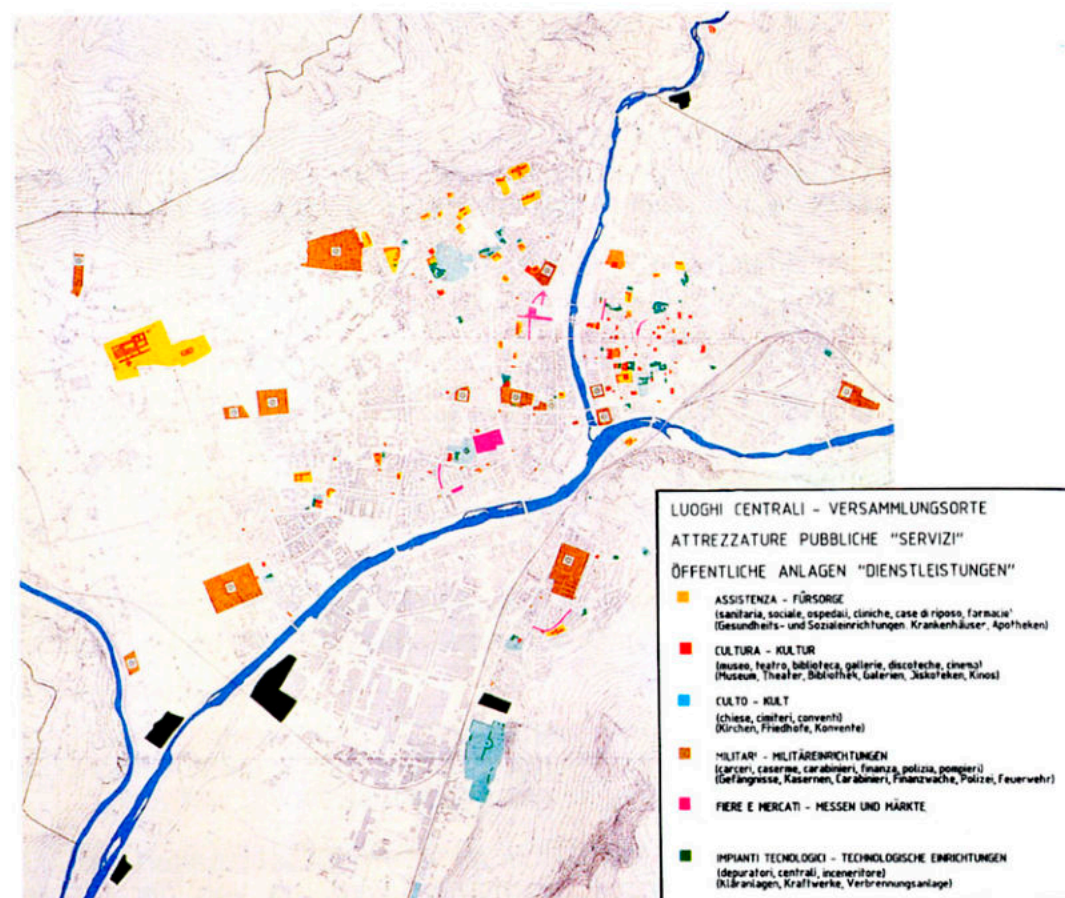 LUOGHI CENTRALI - VERSAMMLUNGSORTE
ATTREZZATURE PUBBLICHE "SERVIZI"
ÖFFENTLICHE ANLAGEN "DIENSTLEISTUNGEN"
ASSISTENZA - FÜRSORGE
(sanitaria, sociale, ospedali, cliniche, case di riposo, farmacie'
(Gesundheits- und Sozialeinrichtungen. Krankenhäuser, Apotheken)
CULTURA - KULTUR
(museo, teatro, biblioteca, gallerie, discoteche, cinema)
(Museum, Theater, Bibliothek, Galerien, Diskoteken, Kinos)
CULTO - KULT
(chiese, cimiteri, conventi)
(Kirchen, Friedhofe, Konvente)
MILITARI - MILITÄREINRICHTUNGEN
(carceri, caserme, carabinieri, finanza, polizia, pompieri)
(Gefängnisse, Kasernen, Carabinieri, Finanzwache, Polizei, Feuerwehr)
FIERE E MERCATI - MESSEN UND MÄRKTE
IMPIANTI TECNOLOGICI - TECHNOLOGISCHE EINRICHTUNGEN
(depuratori, centrali, inceneritore)
(Kläranlagen, Kraftwerke, Verbrennungsanlage)